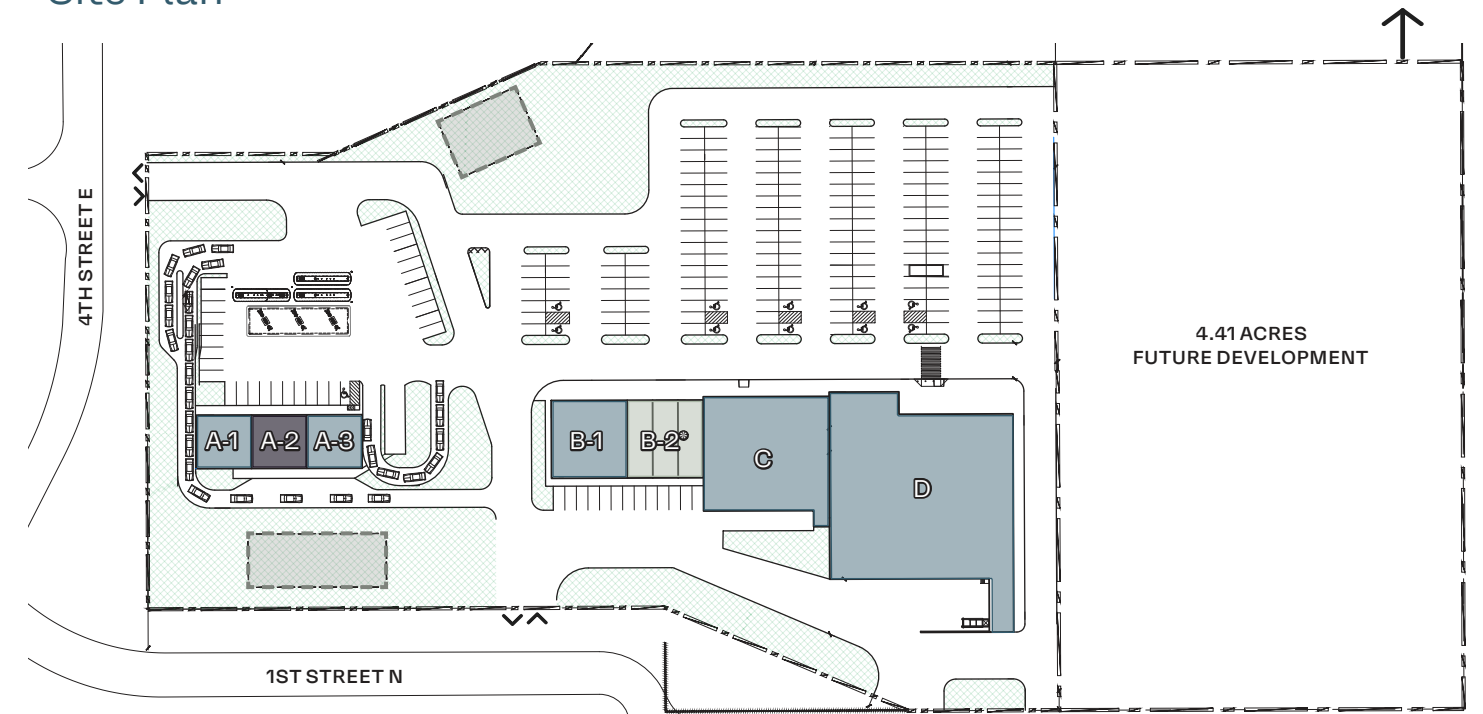 Site Plan
4TH STREET E
4.41 ACRES
FUTURE DEVELOPMENT
A-1
A-2
A-3
B-1
B-2*
C
D
1ST STREET N